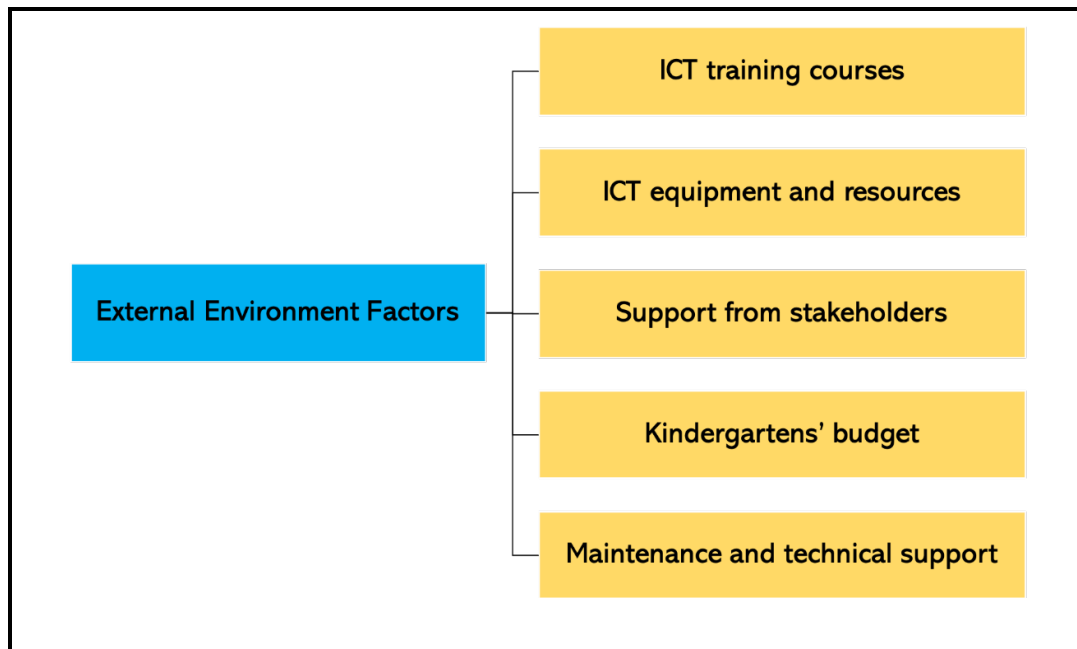 ICT training courses
ICT equipment and resources
External Environment Factors
Support from stakeholders
Kindergartens’ budget
Maintenance and technical support